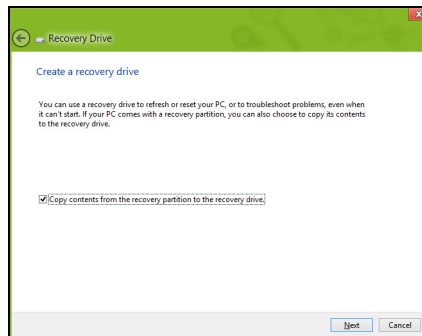 Recovery Drive
Create a recovery drive
You can use a recovery drive to refresh or reset your PC, or to troubleshoot problems, even when
it can't start. If your PC comes with a recovery partition, you can also choose to copy its contents
to the recovery drive.
Copy contents from the recovery partition to the recovery drive.
Next Cancel